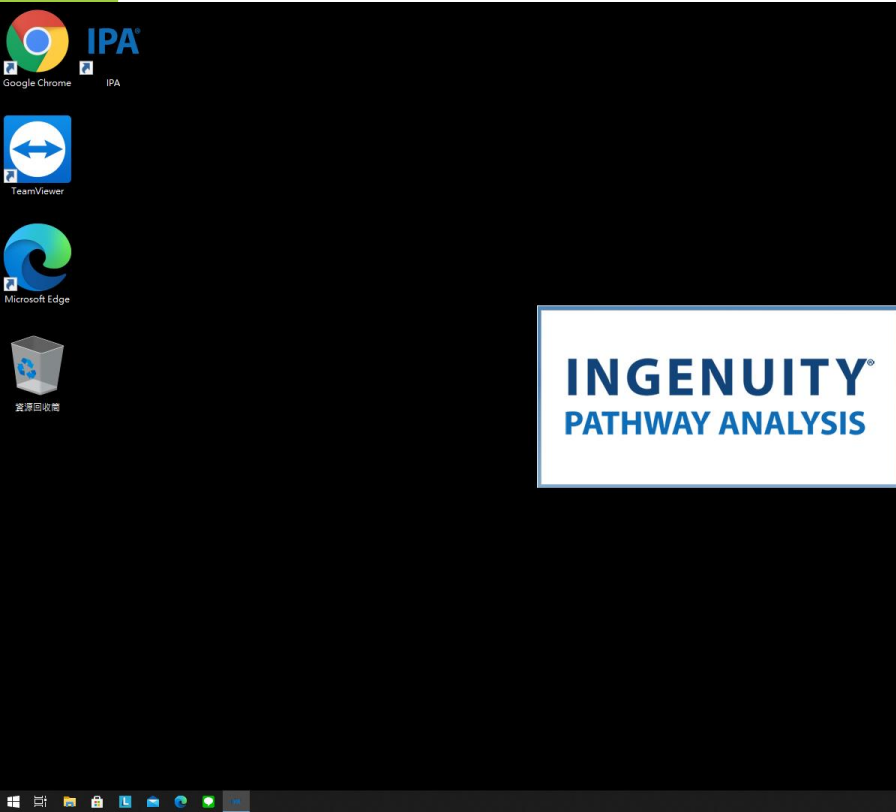 IPA®
Google Chrome
IPA
TeamViewer
Microsoft Edge
資源回收筒
INGENUITY®
PATHWAY ANALYSIS
L